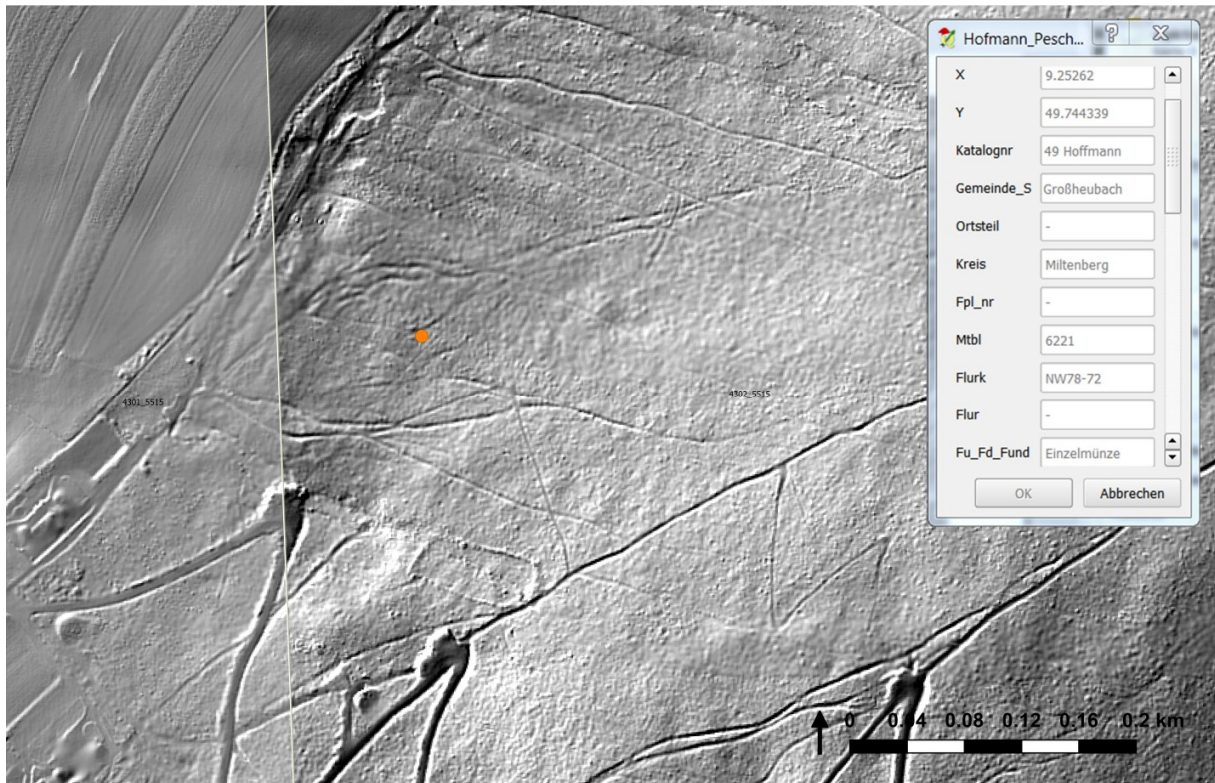 Hofmann_Pesch...
X 9.25262
Y 49.744339
Katalognr 49 Hoffmann
Gemeinde_S Großheubach
Ortsteil -
Kreis Miltenberg
Fpl_nr -
Mtbl 6221
Flurk NW78-72
Flur -
Fu_Fd_Fund Einzelmünze
OK Abbrechen
4301_5515 4302_5515
0 0.04 0.08 0.12 0.16 0.2 km